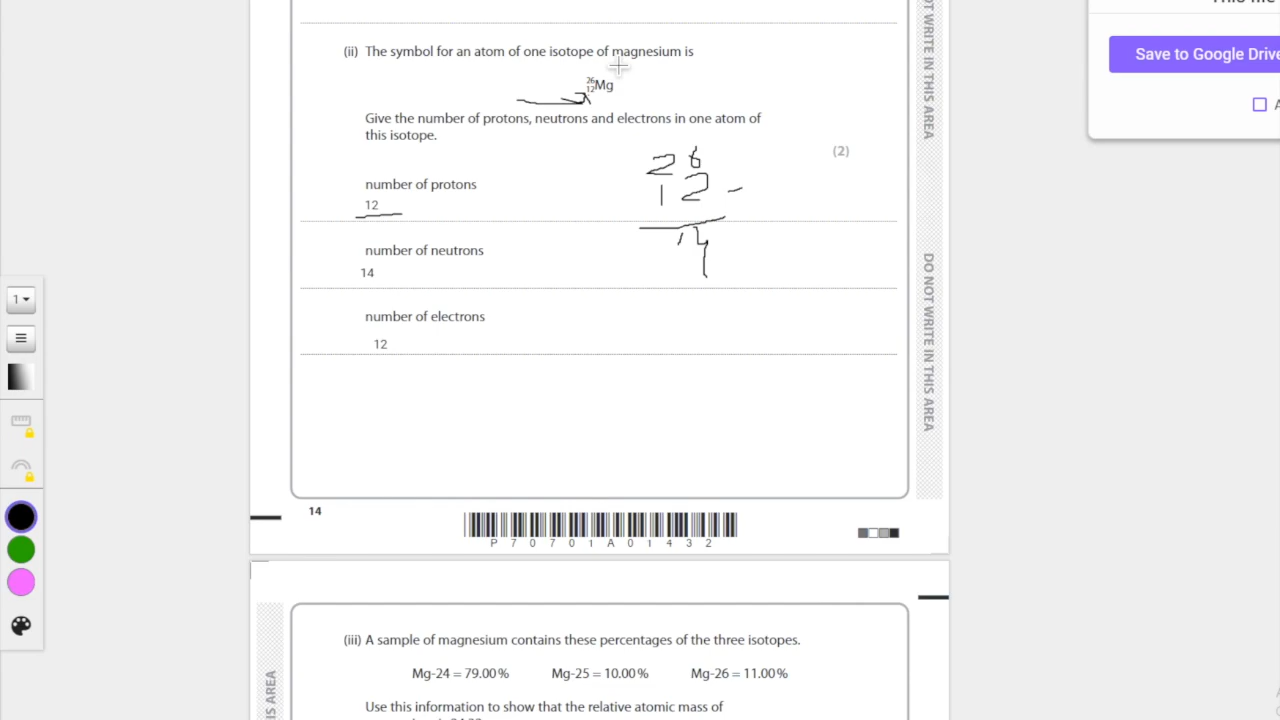 This file
Save to Google Drive
(ii) The symbol for an atom of one isotope of magnesium is
26
12Mg
Give the number of protons, neutrons and electrons in one atom of
this isotope.
(2)
number of protons
12
number of neutrons
14
number of electrons
12
26
12 -
14
NOT WRITE IN THIS AREA
DO NOT WRITE IN THIS AREA
1
14
P 7 0 7 0 1 A 0 1 4 3 2
(iii) A sample of magnesium contains these percentages of the three isotopes.
Mg-24 = 79.00% Mg-25 = 10.00% Mg-26 = 11.00%
Use this information to show that the relative atomic mass of
THIS AREA